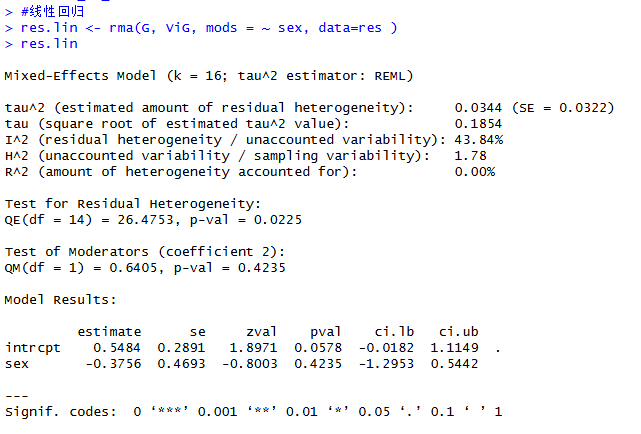 > #线性回归
> res.lin <- rma(G, ViG, mods = ~ sex, data=res )
> res.lin
Mixed-Effects Model (k = 16; tau^2 estimator: REML)
tau^2 (estimated amount of residual heterogeneity):     0.0344 (SE = 0.0322)
tau (square root of estimated tau^2 value):             0.1854
I^2 (residual heterogeneity / unaccounted variability): 43.84%
H^2 (unaccounted variability / sampling variability):   1.78
R^2 (amount of heterogeneity accounted for):            0.00%
Test for Residual Heterogeneity:
QE(df = 14) = 26.4753, p-val = 0.0225
Test of Moderators (coefficient 2):
QM(df = 1) = 0.6405, p-val = 0.4235
Model Results:
         estimate      se     zval    pval    ci.lb   ci.ub
intrcpt    0.5484  0.2891   1.8971  0.0578  -0.0182  1.1149  .
sex       -0.3756  0.4693  -0.8003  0.4235  -1.2953  0.5442
---
Signif. codes:  0 ‘***’ 0.001 ‘**’ 0.01 ‘*’ 0.05 ‘.’ 0.1 ‘ ’ 1